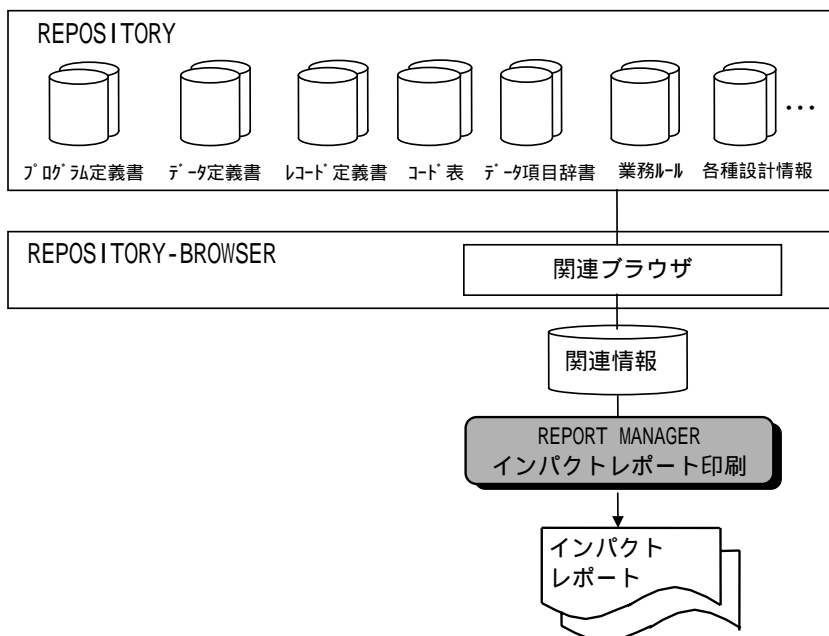 REPOSITORY
...
ﾌﾟﾛｸﾞﾗﾑ定義書 ﾃﾞｰﾀ定義書 ﾚｺｰﾄﾞ定義書 ｺｰﾄﾞ表 ﾃﾞｰﾀ項目辞書 業務ﾙｰﾙ 各種設計情報
REPOSITORY-BROWSER
関連ブラウザ
関連情報
REPORT MANAGER
インパクトレポート印刷
インパクト
レポート